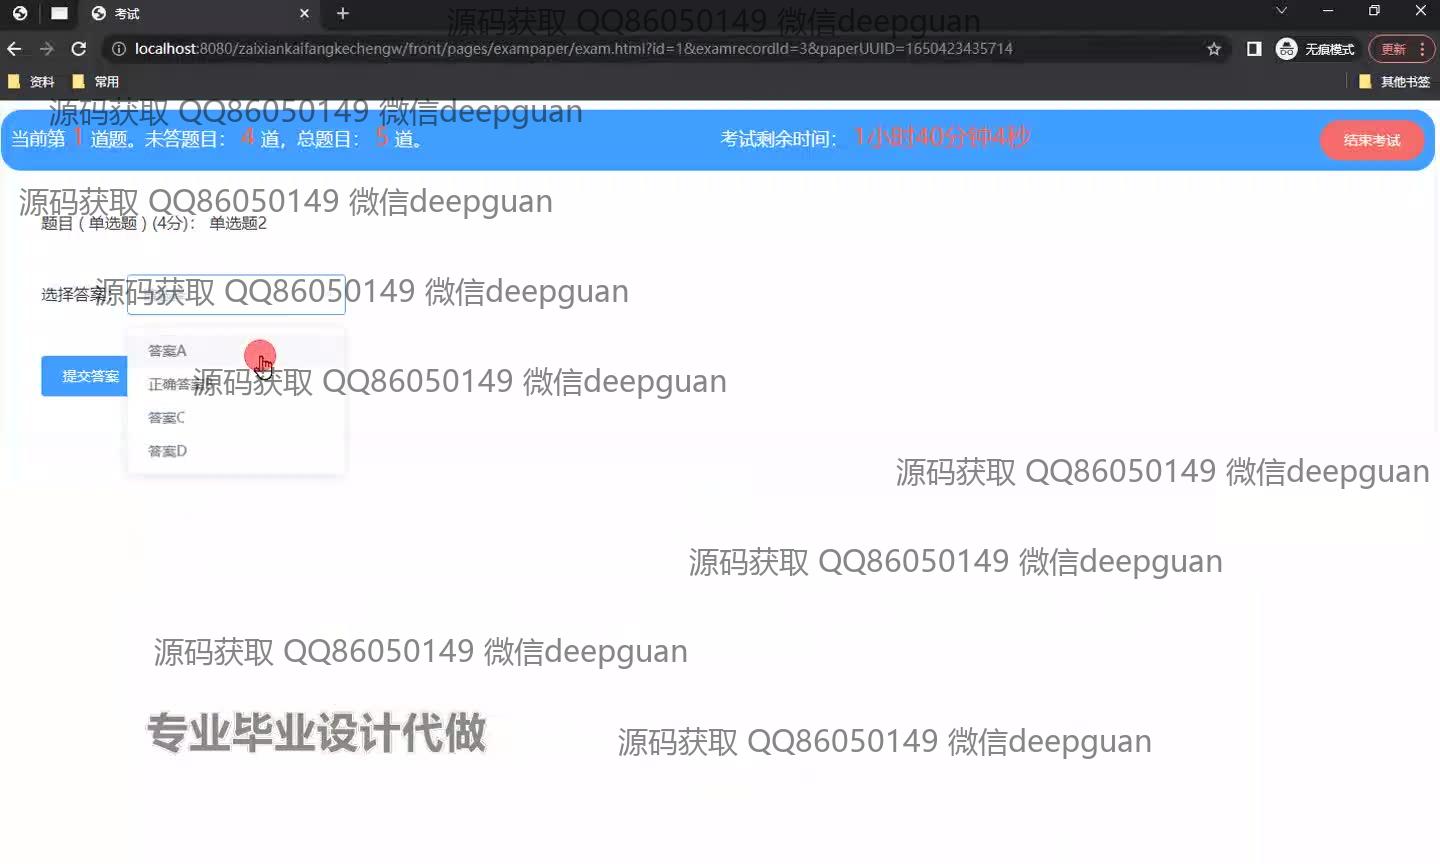 考试
源码获取 QQ86050149 微信deepguan
localhost:8080/zaixiankaifangkechengw/front/pages/exampaper/exam.html?id=1&examrecordId=3&paperUUID=1650423435714
无痕模式
更新
资料
常用
其他书签
源码获取 QQ86050149 微信deepguan
当前第 1 道题。未答题目： 4 道，总题目： 5 道。
考试剩余时间： 1小时40分钟4秒
结束考试
源码获取 QQ86050149 微信deepguan
题目 ( 单选题 ) (4分)： 单选题2
选择答案:
源码获取 QQ86050149 微信deepguan
答案A
提交答案
正确答案
源码获取 QQ86050149 微信deepguan
答案C
答案D
源码获取 QQ86050149 微信deepguan
源码获取 QQ86050149 微信deepguan
源码获取 QQ86050149 微信deepguan
专业毕业设计代做
源码获取 QQ86050149 微信deepguan